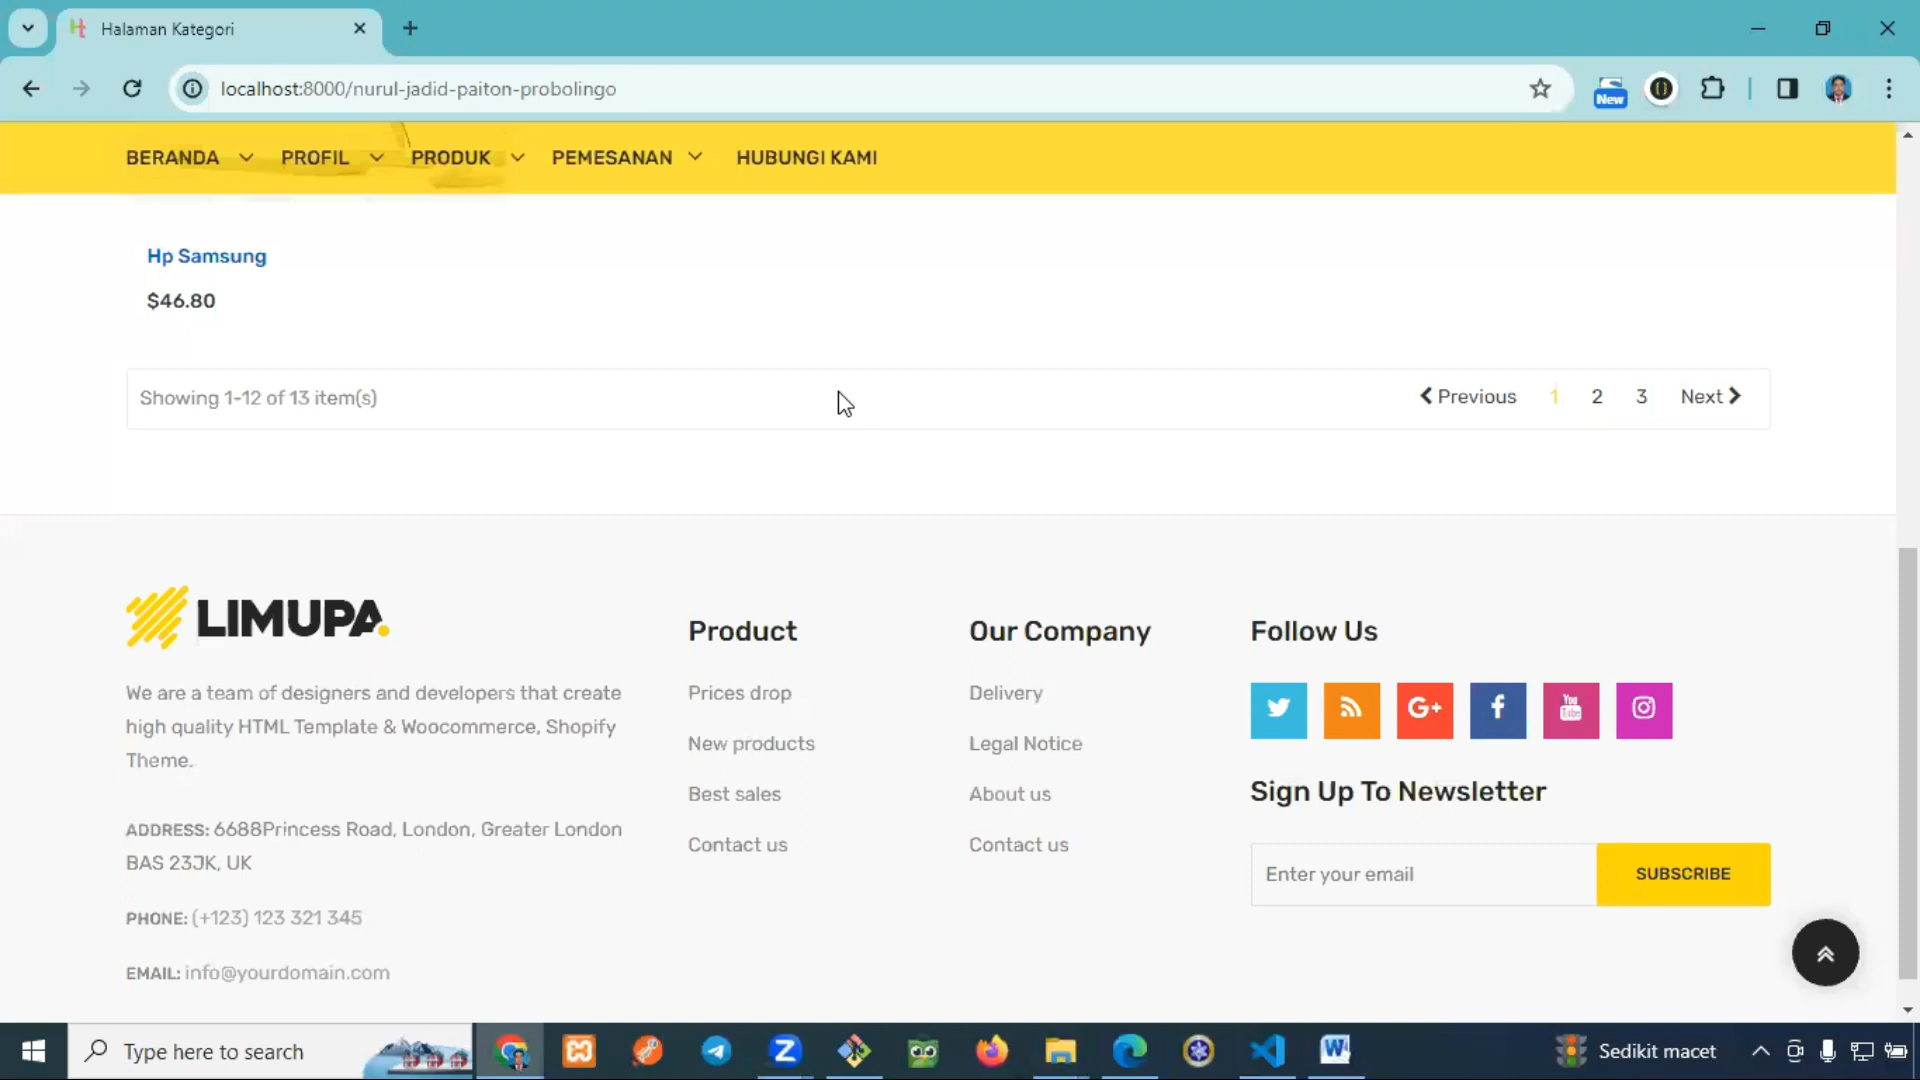 Halaman Kategori
localhost:8000/nurul-jadid-paiton-probolingo
New
BERANDA PROFIL PRODUK PEMESANAN HUBUNGI KAMI
Hp Samsung
$46.80
Showing 1-12 of 13 item(s)
Previous 1 2 3 Next
LIMUPA.
We are a team of designers and developers that create
high quality HTML Template & Woocommerce, Shopify
Theme.
ADDRESS: 6688Princess Road, London, Greater London
BAS 23JK, UK
PHONE: (+123) 123 321 345
EMAIL: info@yourdomain.com
Product
Prices drop
New products
Best sales
Contact us
Our Company
Delivery
Legal Notice
About us
Contact us
Follow Us
G+
You Tube
Sign Up To Newsletter
Enter your email
SUBSCRIBE
Type here to search
Sedikit macet